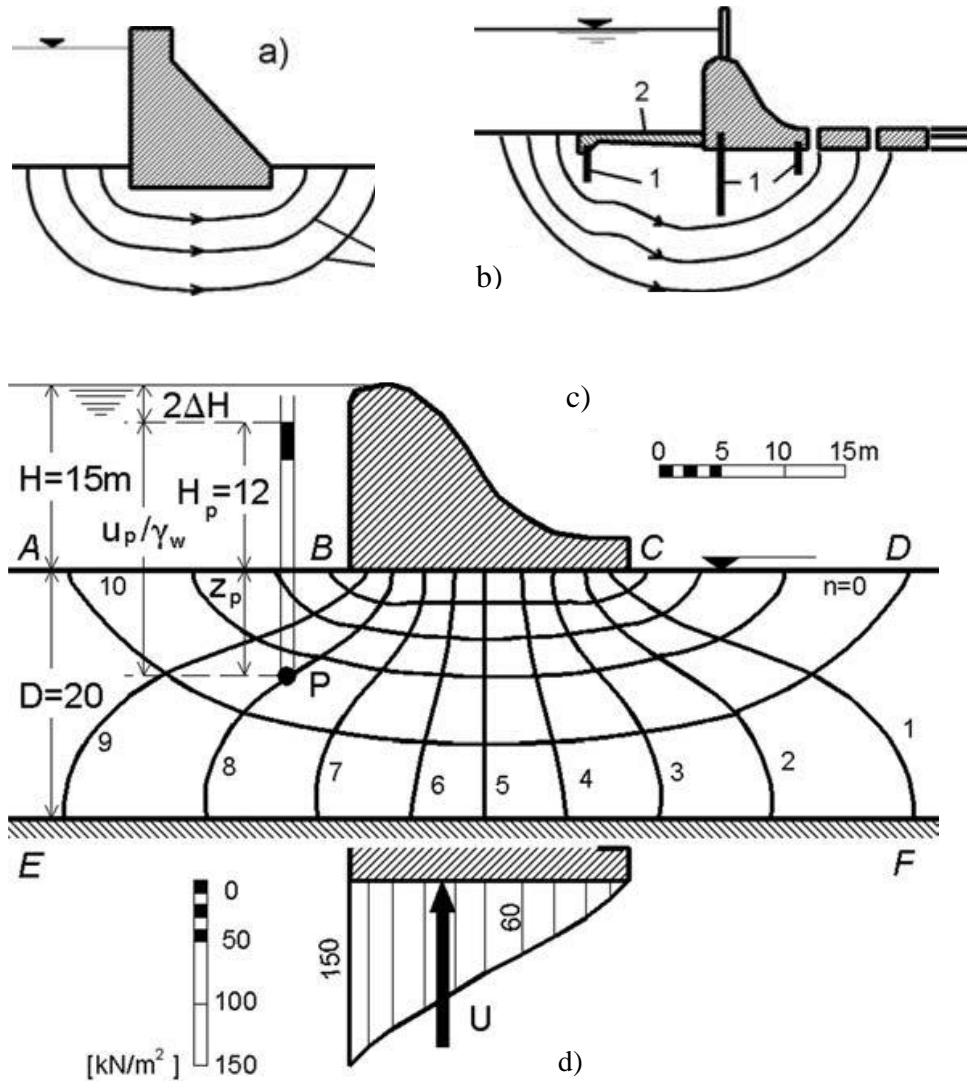 a)
b)
1
2
1
c)
2ΔH
H=15m
H_p=12
u_p/γ_w
0 5 10 15m
A
B
C
D
10
z_p
n=0
P
D=20
9
8
7
6
5
4
3
2
1
E
F
0
50
100
150
[kN/m²]
150
60
U
d)